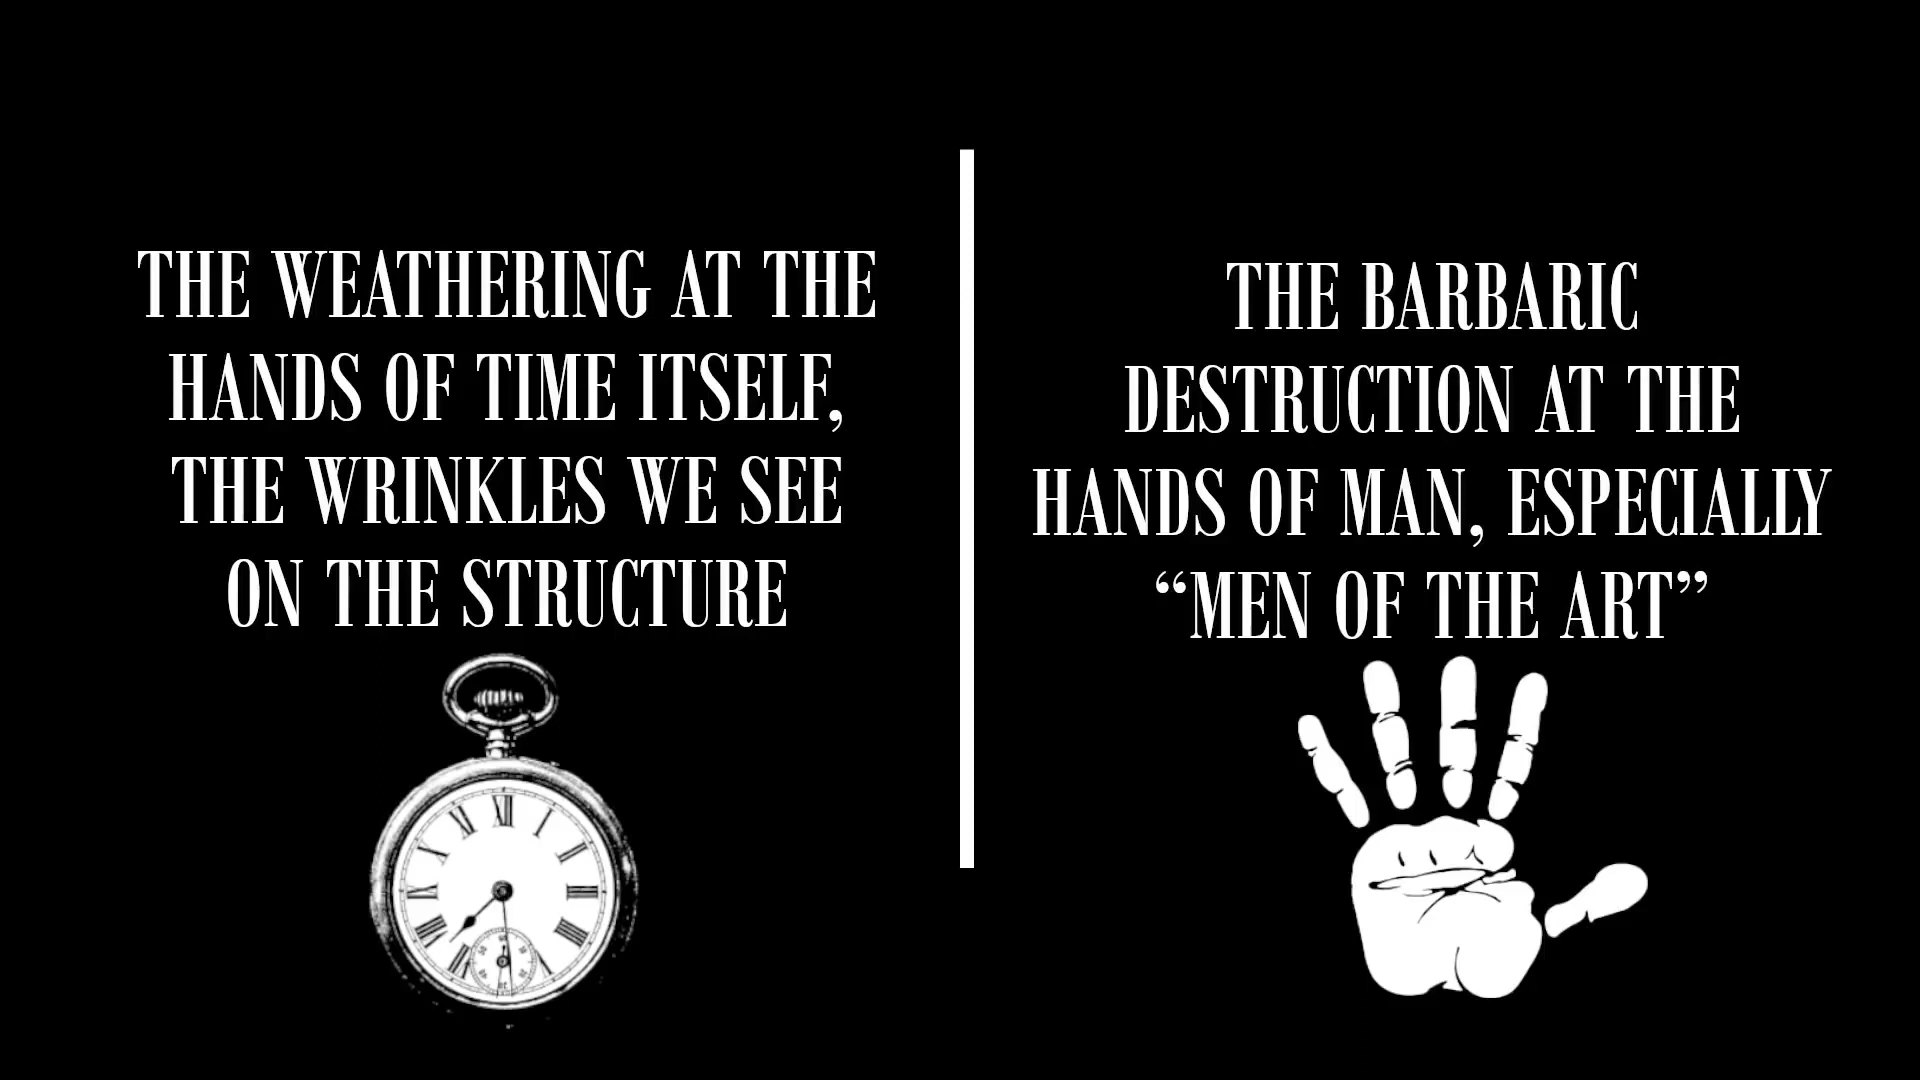 THE WEATHERING AT THE
HANDS OF TIME ITSELF,
THE WRINKLES WE SEE
ON THE STRUCTURE
THE BARBARIC
DESTRUCTION AT THE
HANDS OF MAN, ESPECIALLY
“MEN OF THE ART”